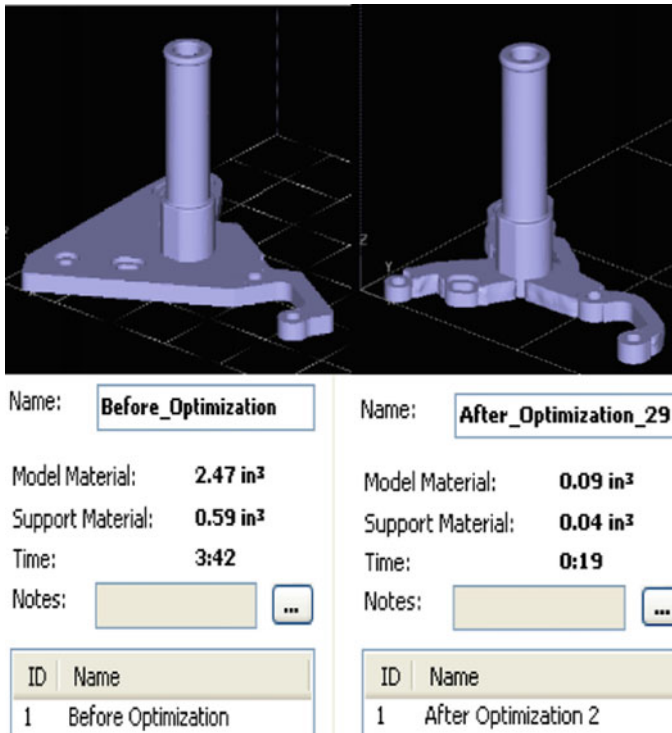 Z
Y
Name: Before_Optimization
Model Material: 2.47 in³
Support Material: 0.59 in³
Time: 3:42
Notes: ...
ID Name
1 Before Optimization
Name: After_Optimization_29
Model Material: 0.09 in³
Support Material: 0.04 in³
Time: 0:19
Notes: ...
ID Name
1 After Optimization 2